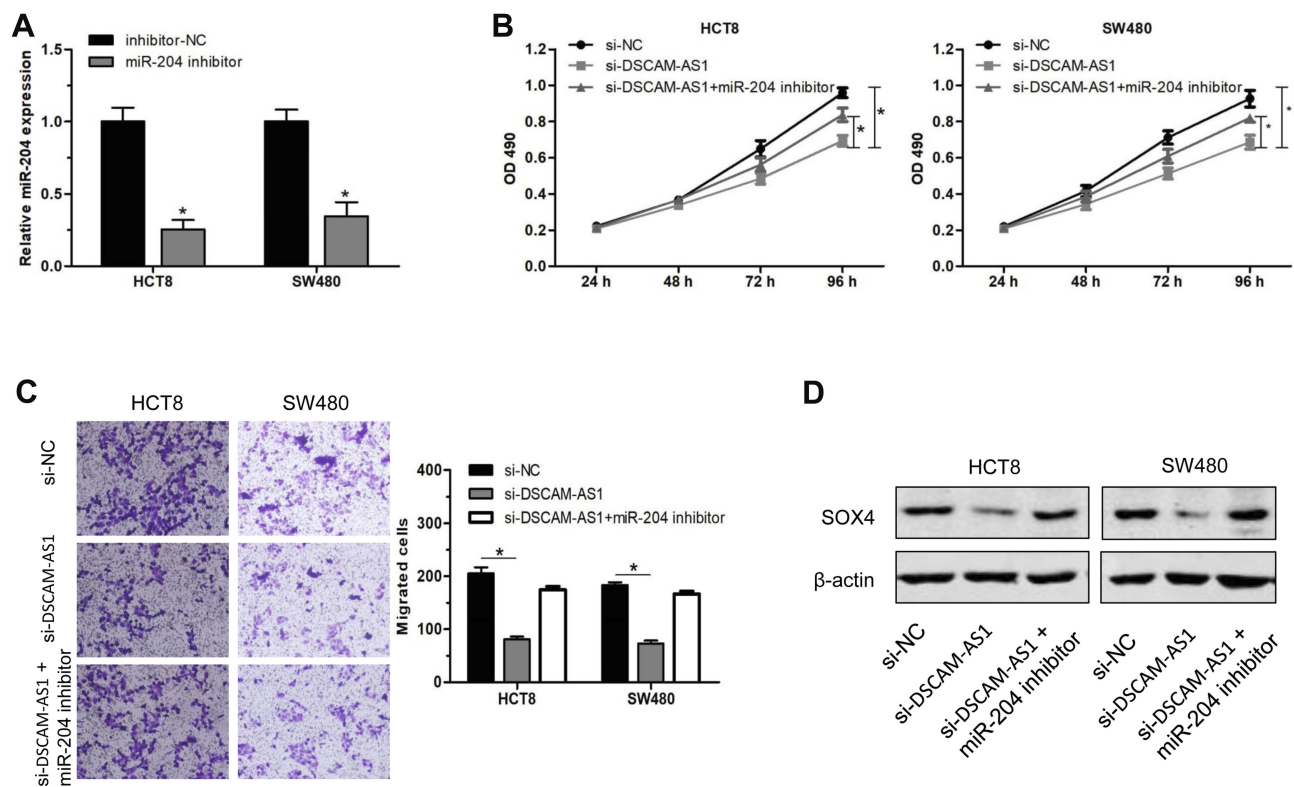 A
Relative miR-204 expression
inhibitor-NC
miR-204 inhibitor
1.5
1.0
0.5
0.0
*
*
HCT8
SW480
B
HCT8
OD 490
si-NC
si-DSCAM-AS1
si-DSCAM-AS1+miR-204 inhibitor
1.2
1.0
0.8
0.6
0.4
0.2
0.0
*
*
24 h
48 h
72 h
96 h
SW480
OD 490
si-NC
si-DSCAM-AS1
si-DSCAM-AS1+miR-204 inhibitor
1.2
1.0
0.8
0.6
0.4
0.2
0.0
*
*
24 h
48 h
72 h
96 h
C
HCT8
SW480
si-NC
si-DSCAM-AS1
si-DSCAM-AS1 +
miR-204 inhibitor
Migrated cells
si-NC
si-DSCAM-AS1
si-DSCAM-AS1+miR-204 inhibitor
400
300
200
100
0
*
*
HCT8
SW480
D
HCT8
SW480
SOX4
β-actin
si-NC
si-DSCAM-AS1
si-DSCAM-AS1 +
miR-204 inhibitor
si-NC
si-DSCAM-AS1
si-DSCAM-AS1 +
miR-204 inhibitor